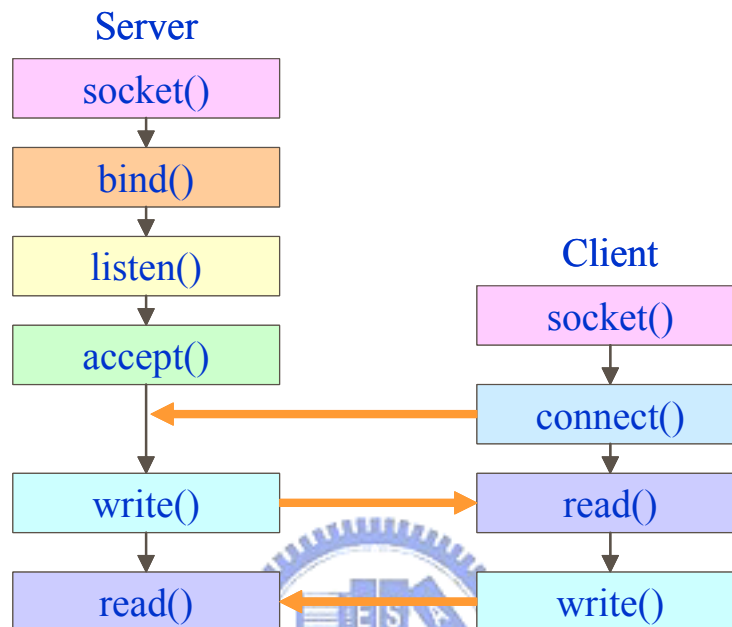 Server
socket()
bind()
listen()
accept()
write()
read()
Client
socket()
connect()
read()
write()